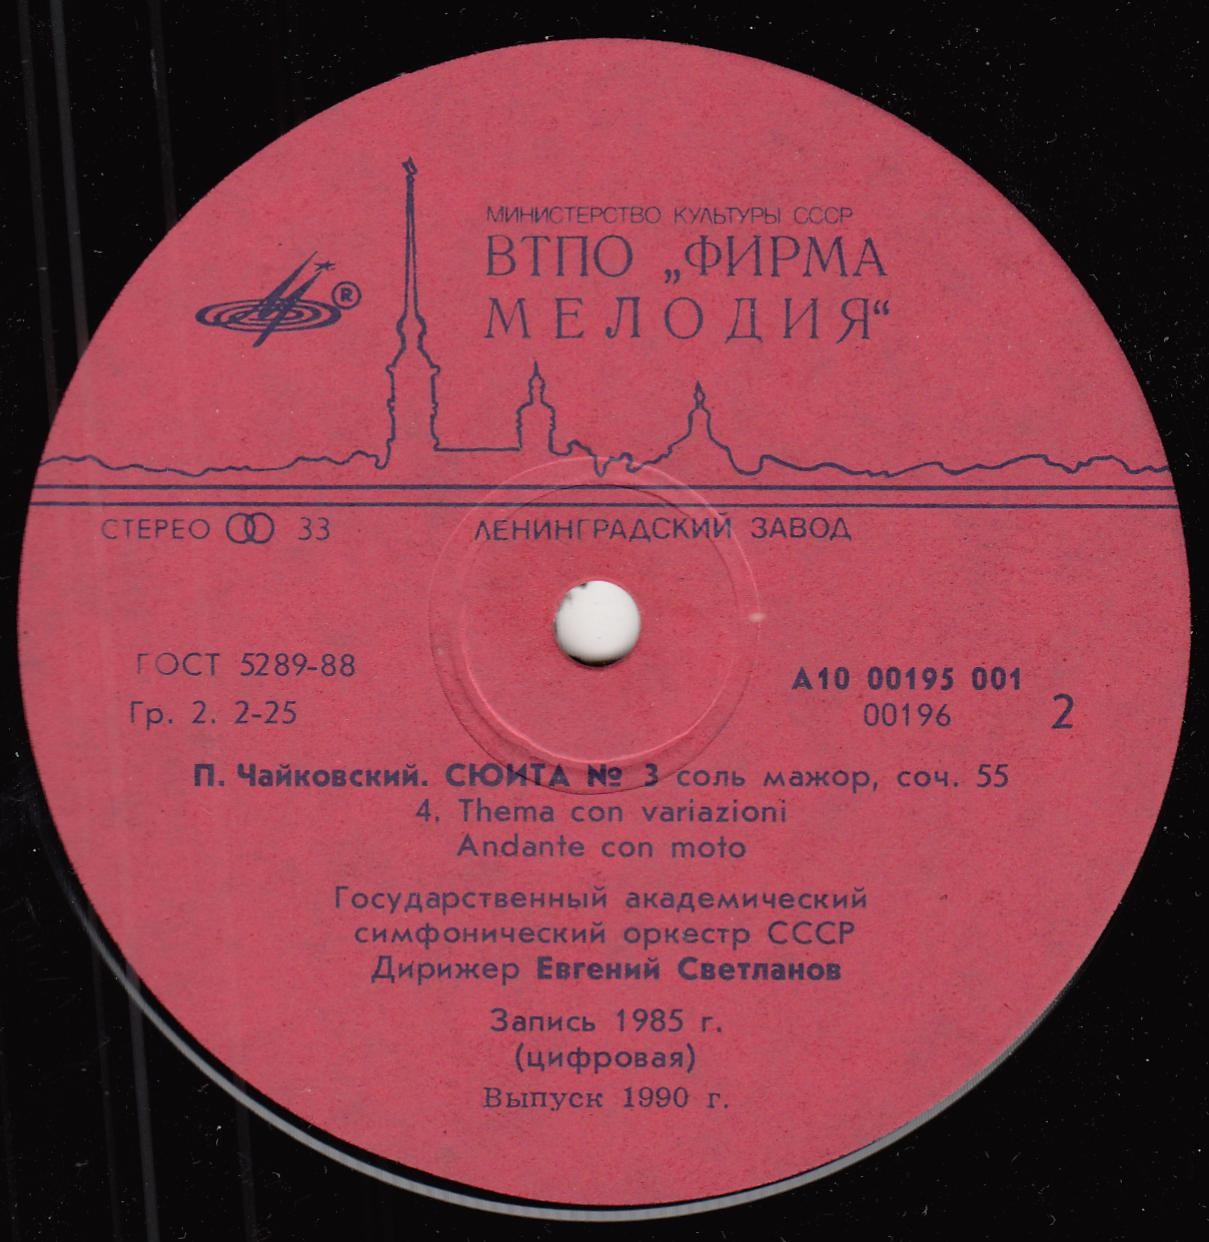 МИНИСТЕРСТВО КУЛЬТУРЫ СССР
ВТПО „ФИРМА
МЕЛОДИЯ“
®
СТЕРЕО 33
ЛЕНИНГРАДСКИЙ ЗАВОД
ГОСТ 5289-88
Гр. 2. 2-25
А10 00195 001
00196
2
П. Чайковский. СЮИТА № 3 соль мажор, соч. 55
4. Thema con variazioni
Andante con moto
Государственный академический
симфонический оркестр СССР
Дирижер Евгений Светланов
Запись 1985 г.
(цифровая)
Выпуск 1990 г.